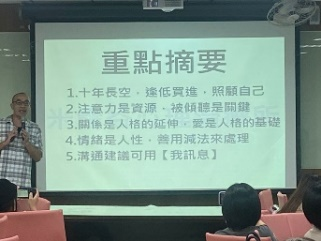 重點摘要
1.十年長空，逢低買進，照顧自己
2.注意力是資源，被傾聽是關鍵
3.關係是人格的延伸，愛是人格的基礎
4.情緒是人性，善用減法來處理
5.溝通建議可用【我訊息】